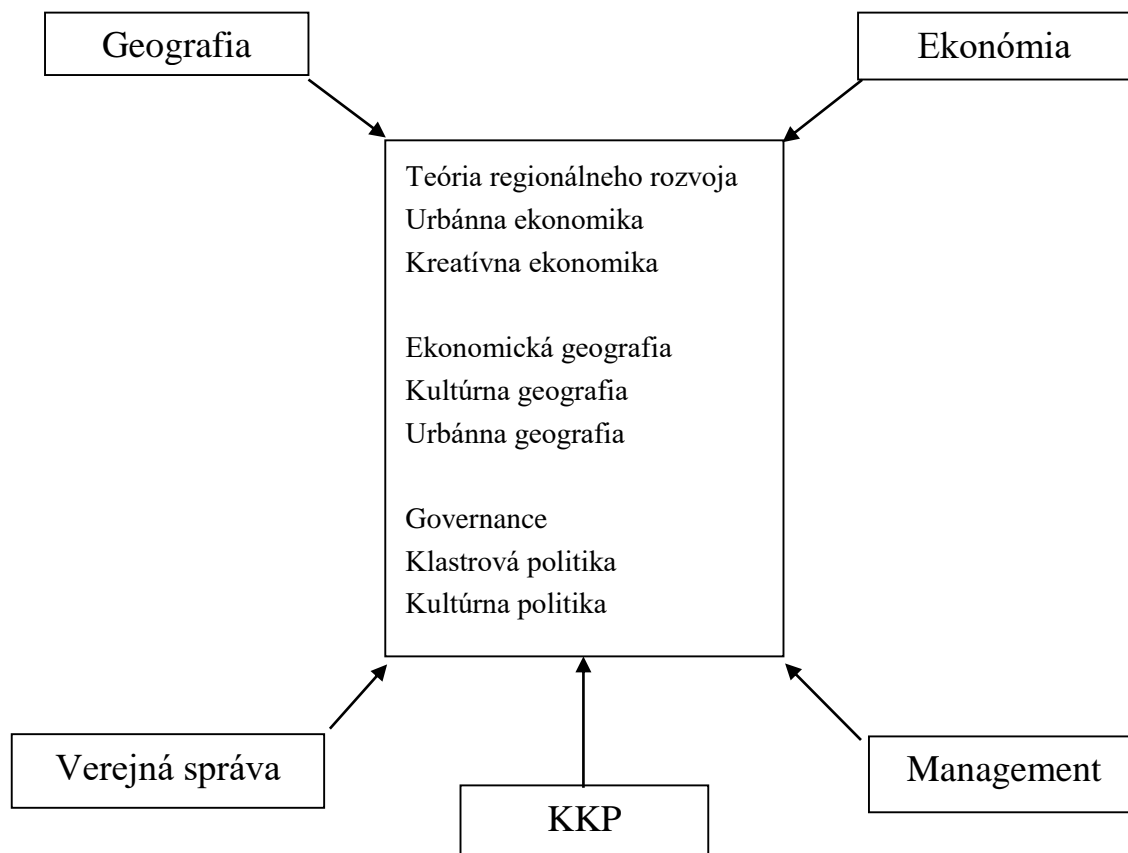 Geografia
Ekonómia
Teória regionálneho rozvoja
Urbánna ekonomika
Kreatívna ekonomika
Ekonomická geografia
Kultúrna geografia
Urbánna geografia
Governance
Klastrová politika
Kultúrna politika
Verejná správa
Management
KKP